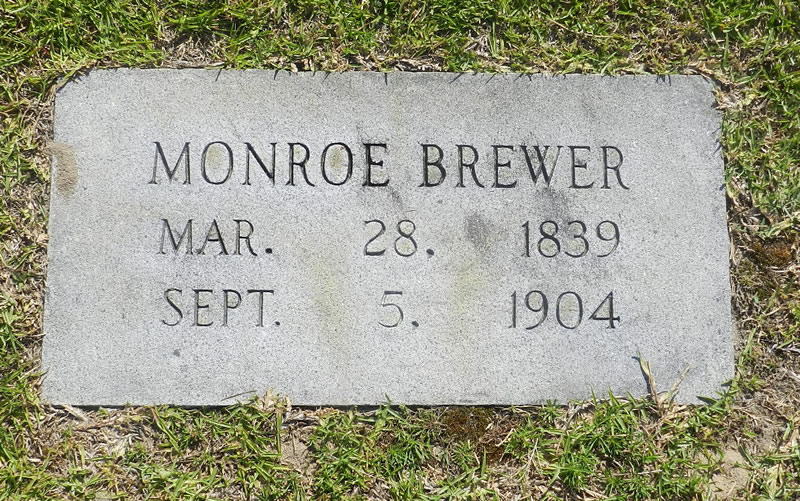 MONROE BREWER
MAR. 28. 1839
SEPT. 5. 1904